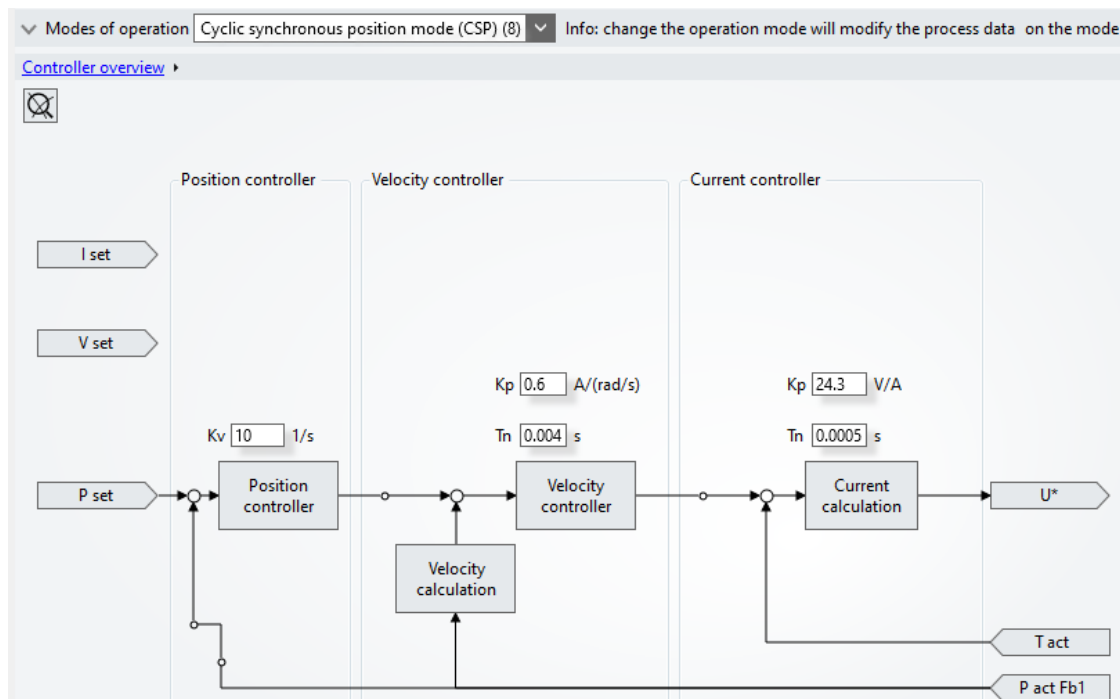 Modes of operation Cyclic synchronous position mode (CSP) (8) Info: change the operation mode will modify the process data on the mode
Controller overview
Position controller Velocity controller Current controller
I set
V set
Kp 0.6 A/(rad/s) Kp 24.3 V/A
Kv 10 1/s Tn 0.004 s Tn 0.0005 s
P set
Position
controller
Velocity
controller
Current
calculation
U*
Velocity
calculation
T act
P act Fb1